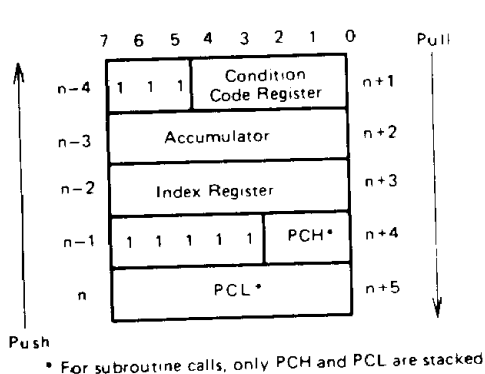 7 6 5 4 3 2 1 0 Pull
n-4 1 1 1 Condition Code Register n+1
n-3 Accumulator n+2
n-2 Index Register n+3
n-1 1 1 1 1 1 PCH* n+4
n PCL* n+5
Push
* For subroutine calls, only PCH and PCL are stacked